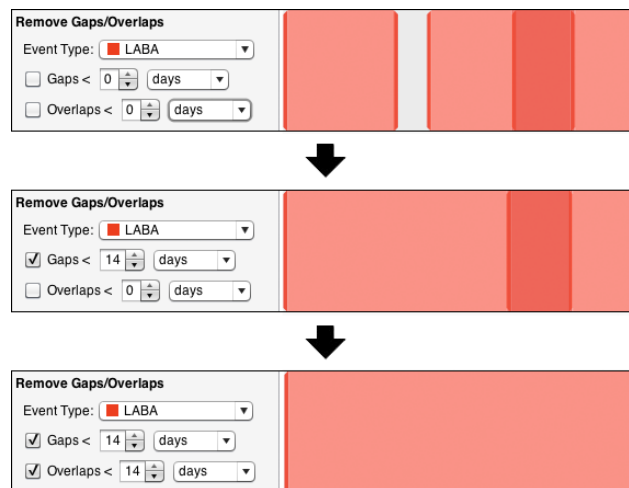 Remove Gaps/Overlaps
Event Type: LABA
Gaps < 0 days
Overlaps < 0 days
Remove Gaps/Overlaps
Event Type: LABA
Gaps < 14 days
Overlaps < 0 days
Remove Gaps/Overlaps
Event Type: LABA
Gaps < 14 days
Overlaps < 14 days